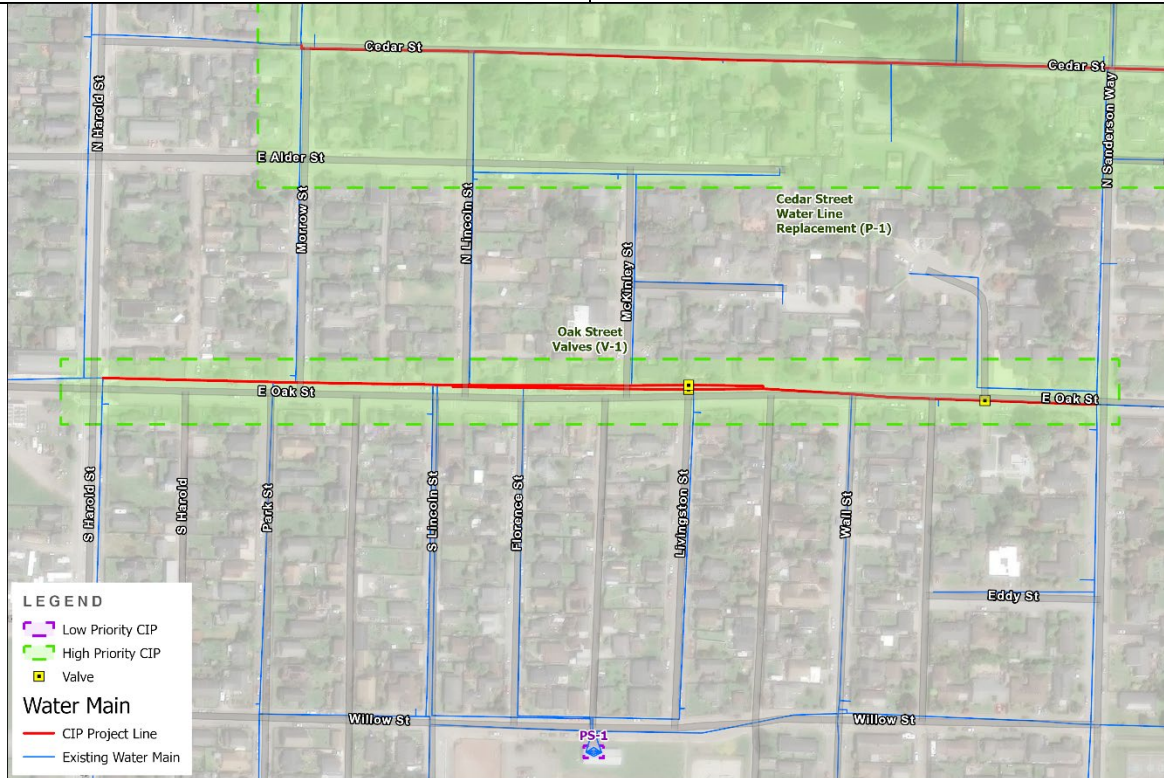 Cedar St
Cedar St
N Harold St
N Sanderson Way
E Alder St
Morrow St
N Lincoln St
McKinley St
Cedar Street
Water Line
Replacement (P-1)
Oak Street
Valves (V-1)
E Oak St
E Oak St
S Harold St
S Harold
Park St
S Lincoln St
Florence St
Livingston St
Wall St
Eddy St
Willow St
Willow St
PS-1
LEGEND
Low Priority CIP
High Priority CIP
Valve
Water Main
CIP Project Line
Existing Water Main